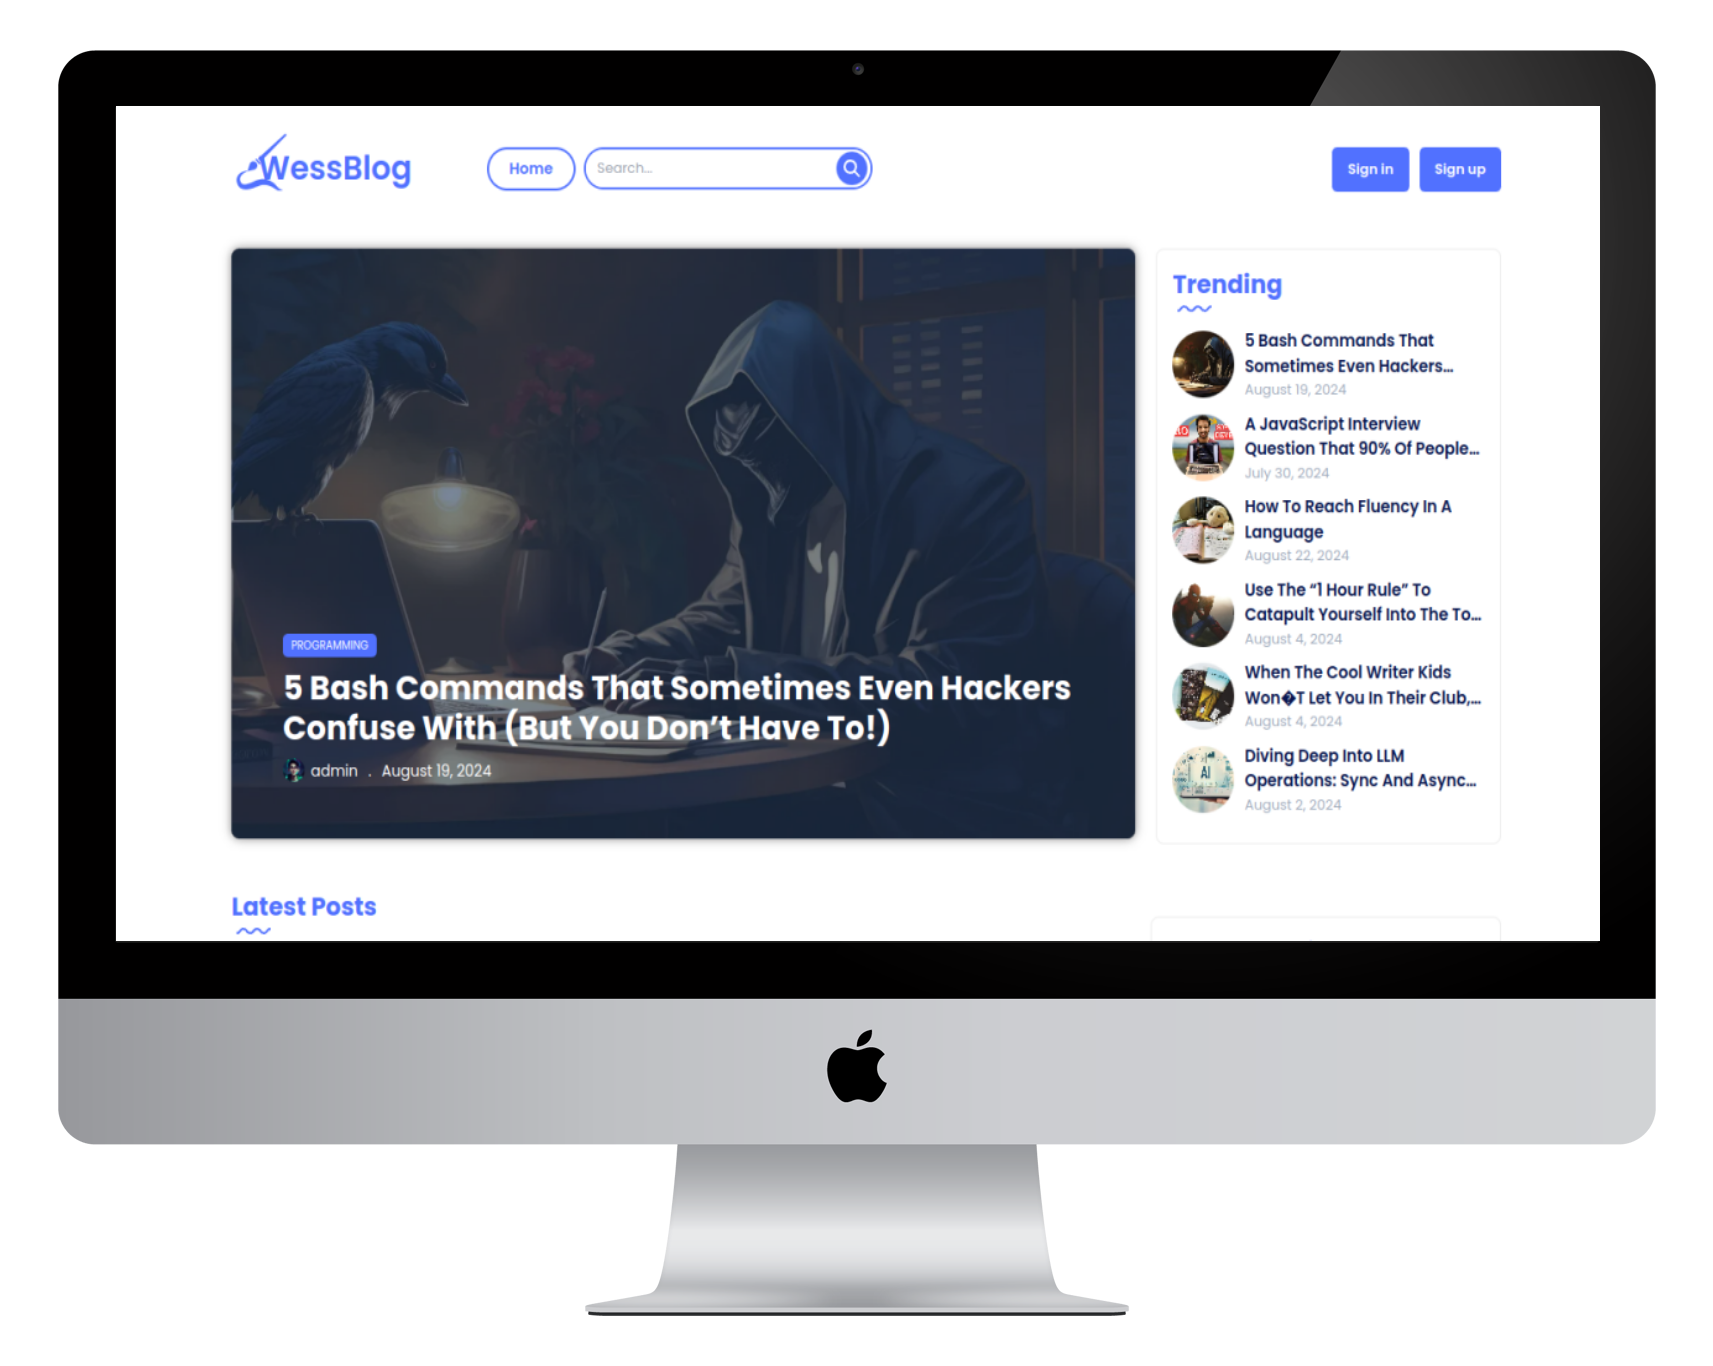 WessBlog
Home
Search...
Sign in
Sign up
PROGRAMMING
5 Bash Commands That Sometimes Even Hackers
Confuse With (But You Don’t Have To!)
admin . August 19, 2024
Trending
5 Bash Commands That
Sometimes Even Hackers...
August 19, 2024
A JavaScript Interview
Question That 90% Of People...
July 30, 2024
How To Reach Fluency In A
Language
August 22, 2024
Use The “1 Hour Rule” To
Catapult Yourself Into The To...
August 4, 2024
When The Cool Writer Kids
Won�T Let You In Their Club,...
August 4, 2024
AI
Diving Deep Into LLM
Operations: Sync And Async...
August 2, 2024
Latest Posts